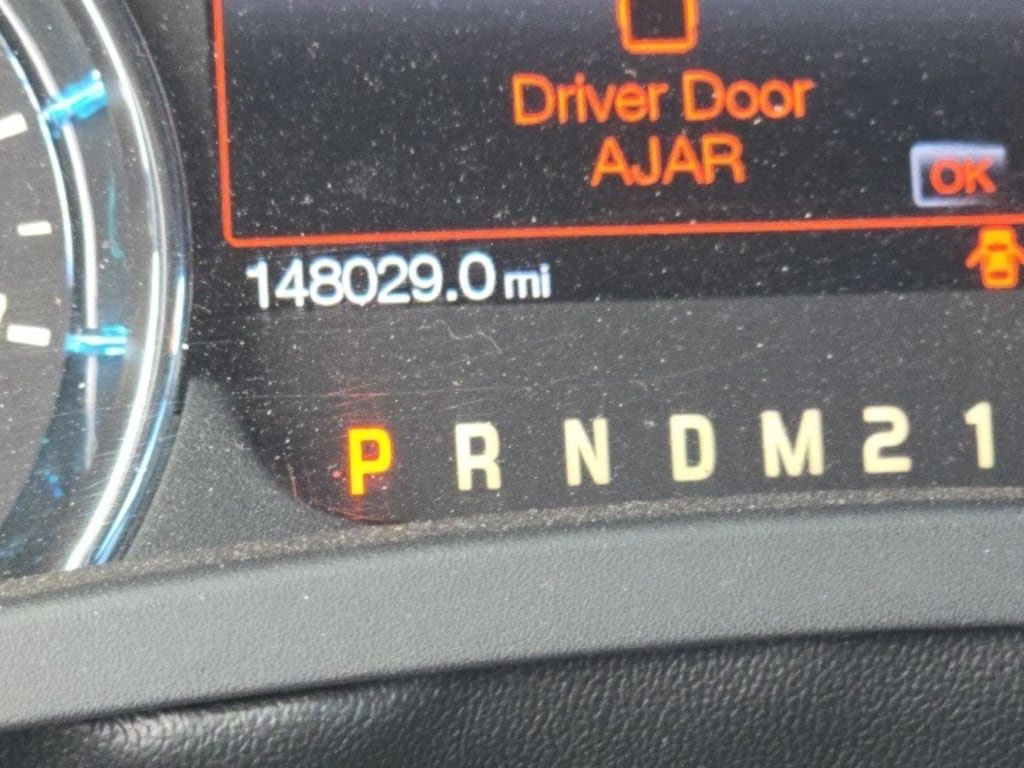 Driver Door
AJAR
OK
148029.0 mi
P R N D M 2 1